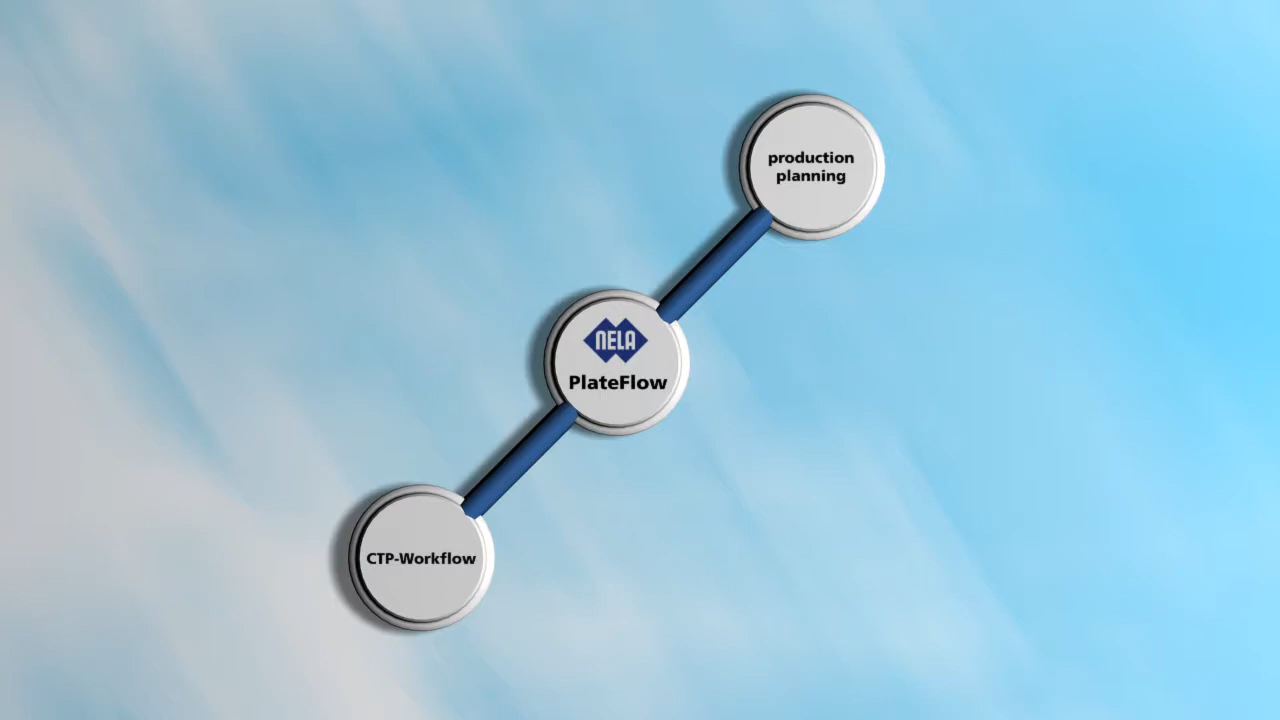 production
planning
NELA
PlateFlow
CTP-Workflow